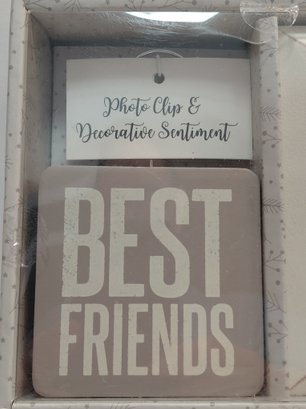 Photo Clip &
Decorative Sentiment
BEST
FRIENDS